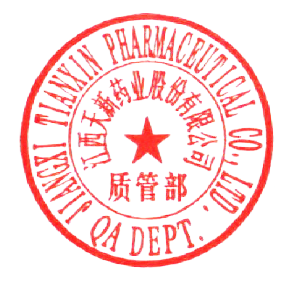 JIANGXI TIANXIN PHARMACEUTICAL CO., LTD.
江西天新药业股份有限公司
质管部
QA DEPT.